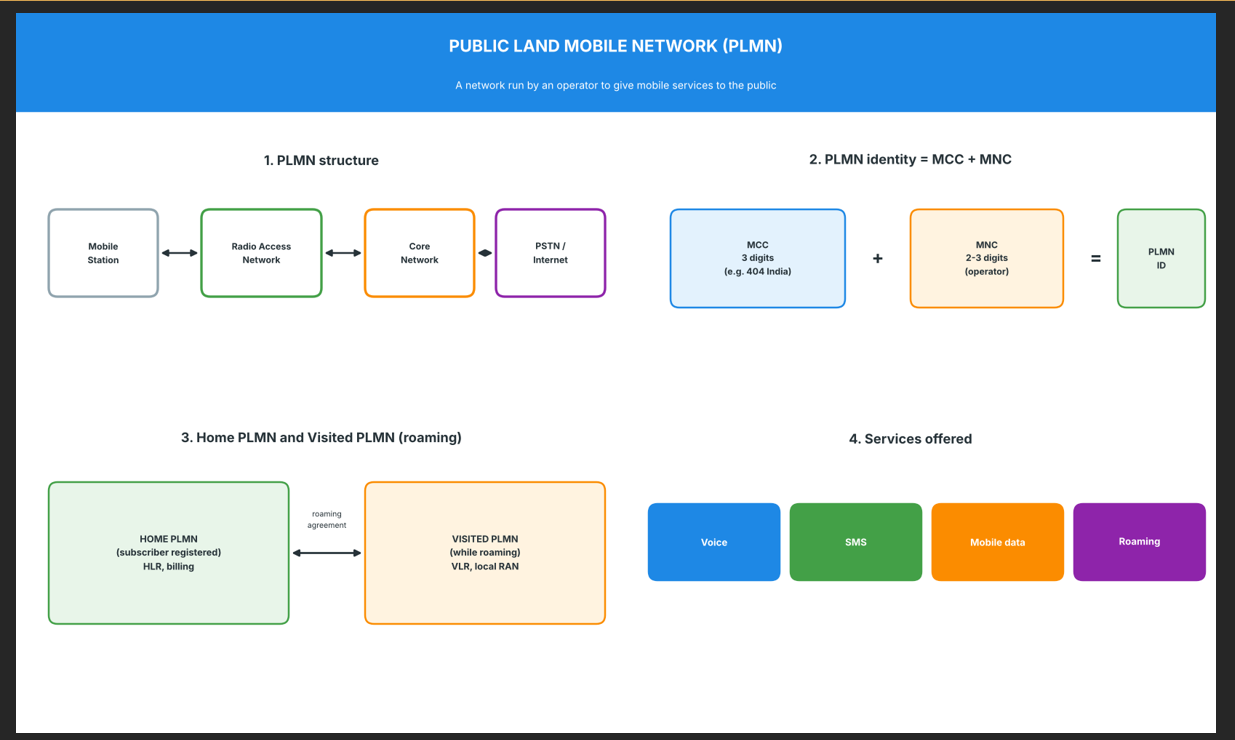 PUBLIC LAND MOBILE NETWORK (PLMN)
A network run by an operator to give mobile services to the public
1. PLMN structure
Mobile
Station
Radio Access
Network
Core
Network
PSTN /
Internet
2. PLMN identity = MCC + MNC
MCC
3 digits
(e.g. 404 India)
+
MNC
2-3 digits
(operator)
=
PLMN
ID
3. Home PLMN and Visited PLMN (roaming)
HOME PLMN
(subscriber registered)
HLR, billing
roaming
agreement
VISITED PLMN
(while roaming)
VLR, local RAN
4. Services offered
Voice
SMS
Mobile data
Roaming